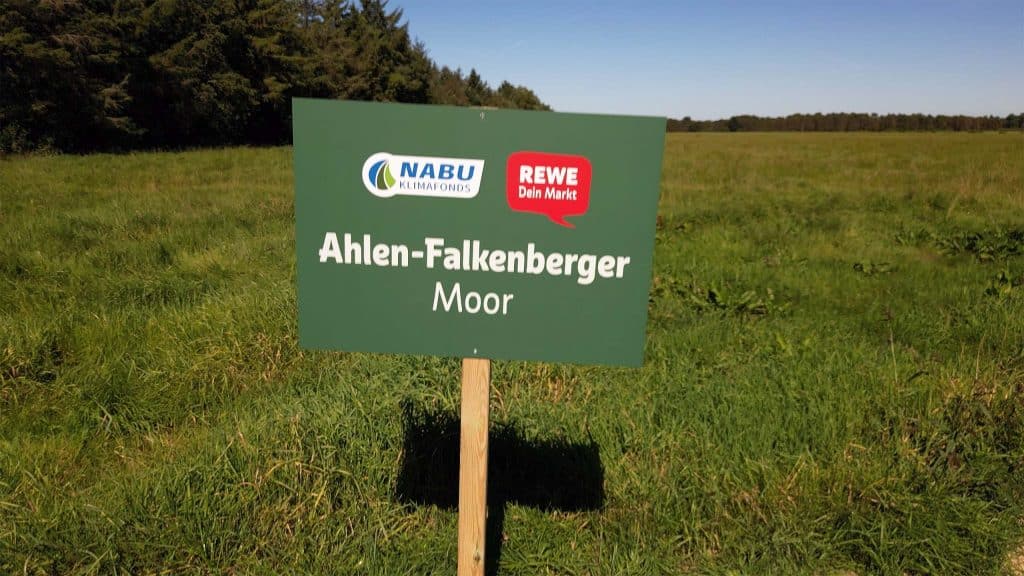 NABU
KLIMAFONDS
REWE
Dein Markt
Ahlen-Falkenberger
Moor